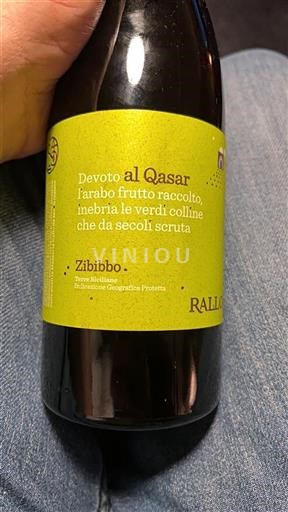 Devoto al Qasar
l'arabo frutto raccolto,
inebria le verdi colline
che da secoli scruta
VINIOU
Zibibbo
Terre Siciliane
Indicazione Geografica Protetta
RALLO